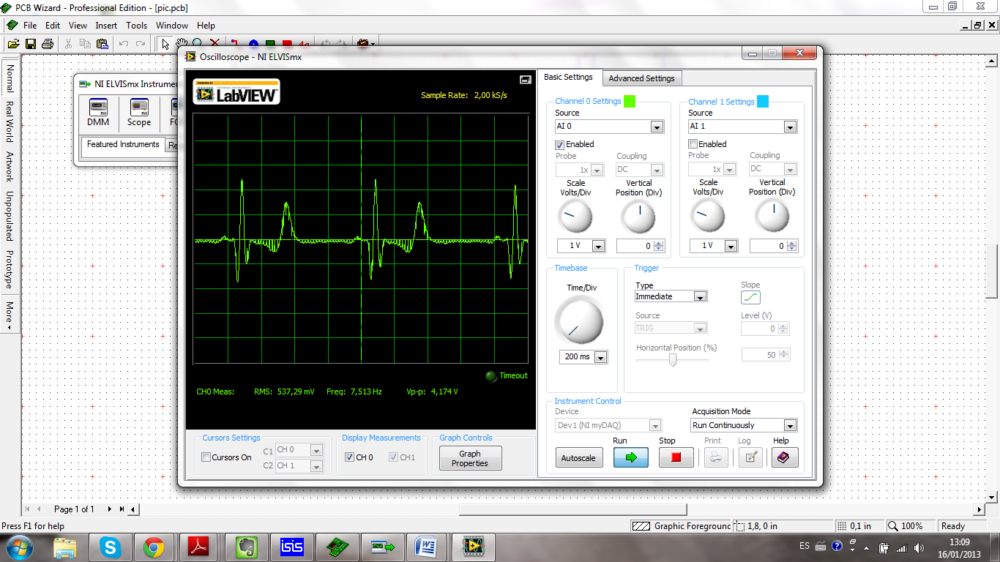 PCB Wizard - Professional Edition - [pic.pcb]
File Edit View Insert Tools Window Help
Normal
Real World
Artwork
Unpopulated
Prototype
More
NI ELVISmx
DMM
Scope
Featured Instruments
Oscilloscope - NI ELVISmx
POWERED BY
NATIONAL INSTRUMENTS
LabVIEW™
Sample Rate: 2,00 kS/s
Timeout
CH0 Meas: RMS: 537,29 mV Freq: 7,513 Hz Vp-p: 4,174 V
Cursors Settings
Cursors On
C1 CH 0
C2 CH 1
Display Measurements
CH 0
CH1
Graph Controls
Graph
Properties
Basic Settings
Advanced Settings
Channel 0 Settings
Source
AI 0
Enabled
Probe
Coupling
1x
DC
Scale
Volts/Div
Vertical
Position (Div)
1 V
0
Channel 1 Settings
Source
AI 1
Enabled
Probe
Coupling
1x
DC
Scale
Volts/Div
Vertical
Position (Div)
1 V
0
Timebase
Time/Div
200 ms
Trigger
Type
Immediate
Slope
Source
TRIG
Level (V)
0
Horizontal Position (%)
50
Instrument Control
Device
Dev1 (NI myDAQ)
Acquisition Mode
Run Continuously
Autoscale
Run
Stop
Print
Log
Help
Page 1 of 1
Press F1 for help
Graphic Foreground
1,8, 0 in
0,1 in
100%
Ready
isis
ES
13:09
16/01/2013